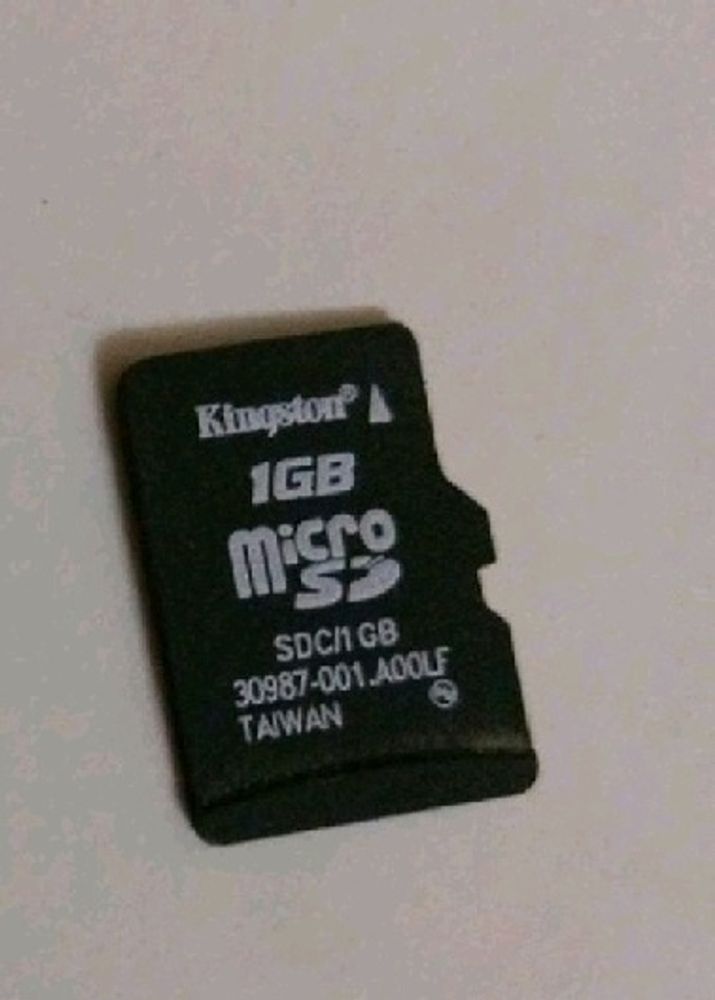 Kingston®
1GB
micro
SD
SDC/1GB
30987-001.A00LF
TAIWAN